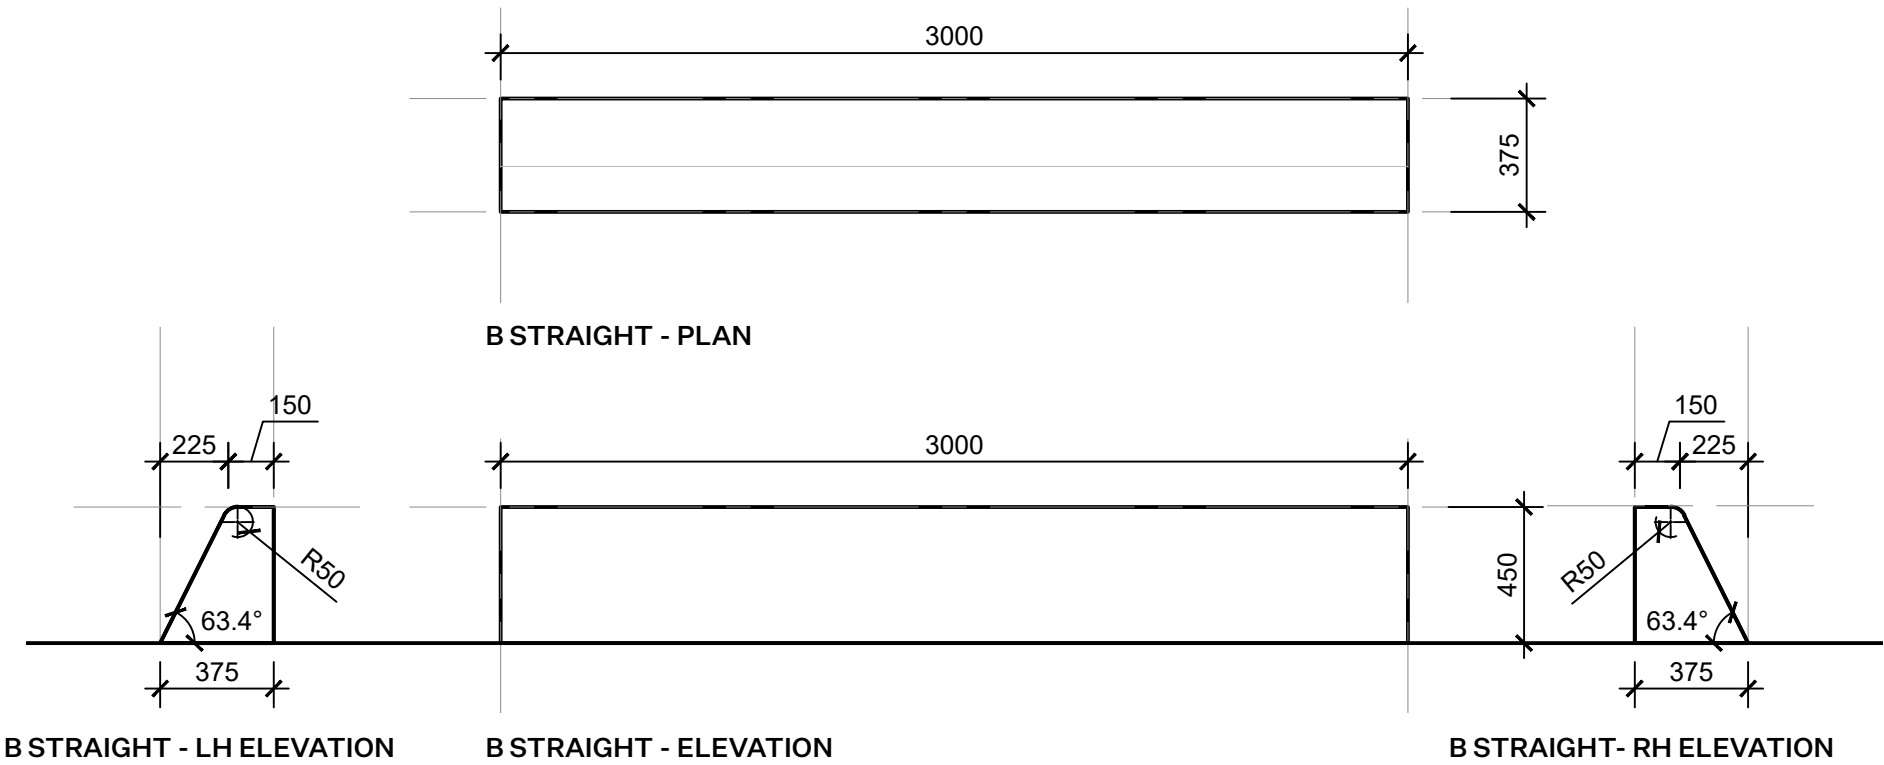 3000
375
B STRAIGHT - PLAN
150
225
R50
63.4°
375
B STRAIGHT - LH ELEVATION
3000
450
B STRAIGHT - ELEVATION
150
225
R50
63.4°
375
B STRAIGHT- RH ELEVATION